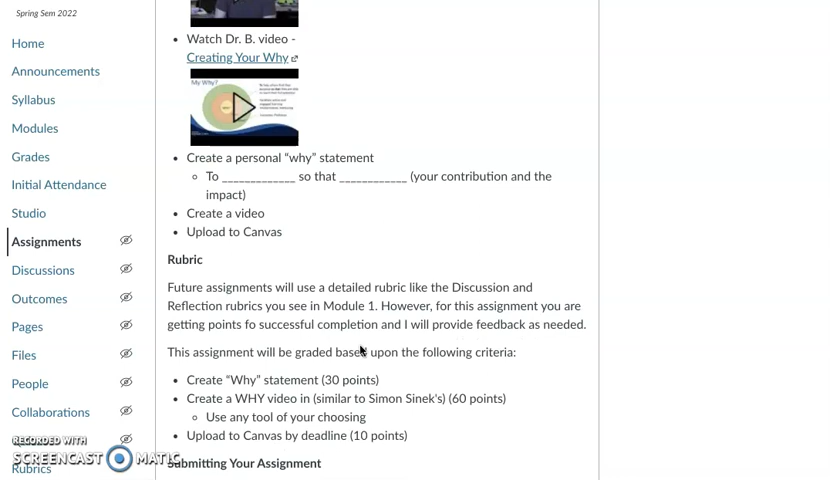 Spring Sem 2022
Home
Announcements
Syllabus
Modules
Grades
Initial Attendance
Studio
Assignments
Discussions
Outcomes
Pages
Files
People
Collaborations
Rubrics
RECORDED WITH
SCREENCAST MATIC
Watch Dr. B. video -
Creating Your Why
My Why?
Create a personal “why” statement
To _____________ so that ____________ (your contribution and the
impact)
Create a video
Upload to Canvas
Rubric
Future assignments will use a detailed rubric like the Discussion and
Reflection rubrics you see in Module 1. However, for this assignment you are
getting points fo successful completion and I will provide feedback as needed.
This assignment will be graded based upon the following criteria:
Create “Why” statement (30 points)
Create a WHY video in (similar to Simon Sinek's) (60 points)
Use any tool of your choosing
Upload to Canvas by deadline (10 points)
Submitting Your Assignment